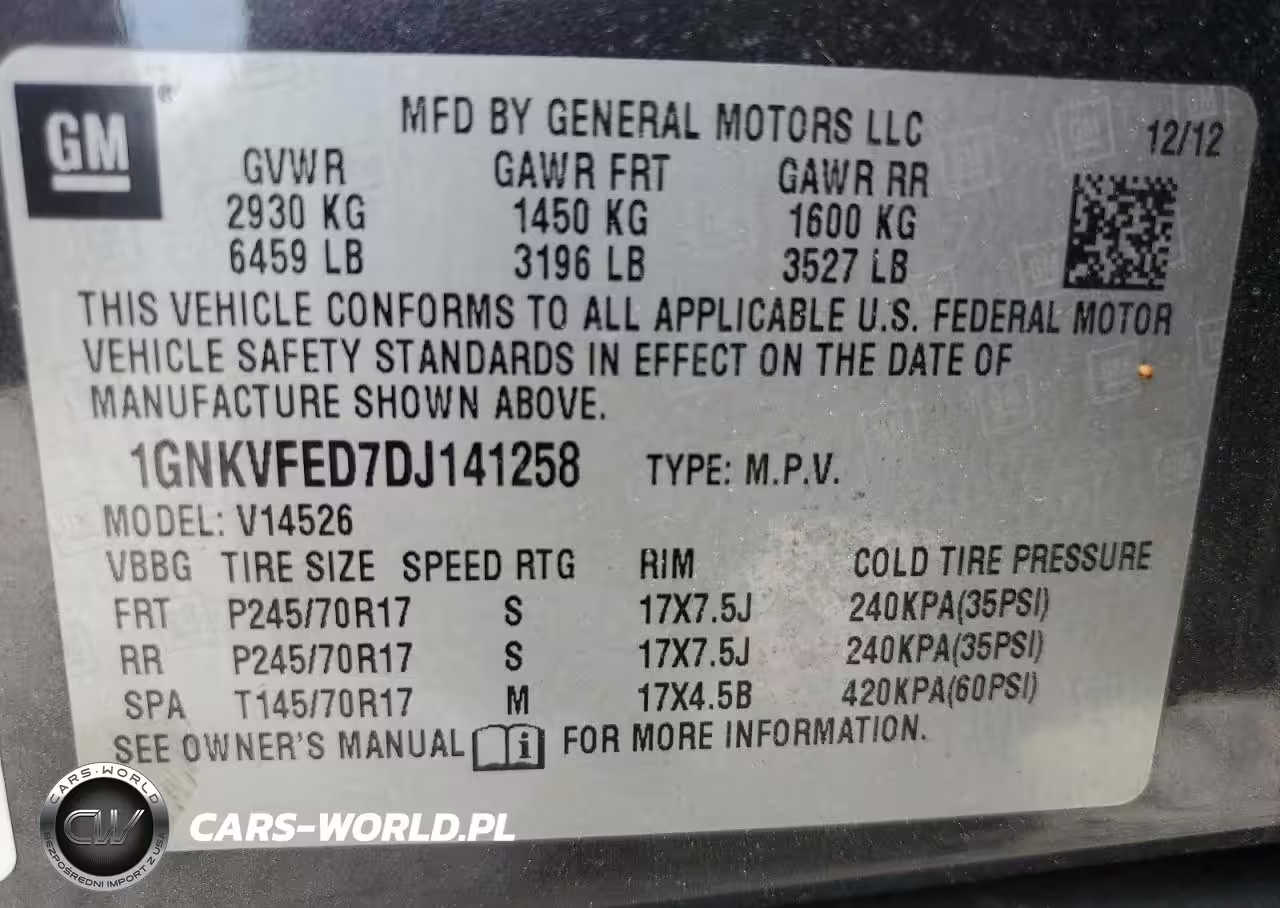 GM
MFD BY GENERAL MOTORS LLC 12/12
GVWR GAWR FRT GAWR RR
2930 KG 1450 KG 1600 KG
6459 LB 3196 LB 3527 LB
THIS VEHICLE CONFORMS TO ALL APPLICABLE U.S. FEDERAL MOTOR
VEHICLE SAFETY STANDARDS IN EFFECT ON THE DATE OF
MANUFACTURE SHOWN ABOVE.
1GNKVFED7DJ141258 TYPE: M.P.V.
MODEL: V14526
VBBG TIRE SIZE SPEED RTG RIM COLD TIRE PRESSURE
FRT P245/70R17 S 17X7.5J 240KPA(35PSI)
RR P245/70R17 S 17X7.5J 240KPA(35PSI)
SPA T145/70R17 M 17X4.5B 420KPA(60PSI)
SEE OWNER'S MANUAL i FOR MORE INFORMATION.
CARS-WORLD
CW
BEZPOŚREDNI IMPORT Z USA
CARS-WORLD.PL